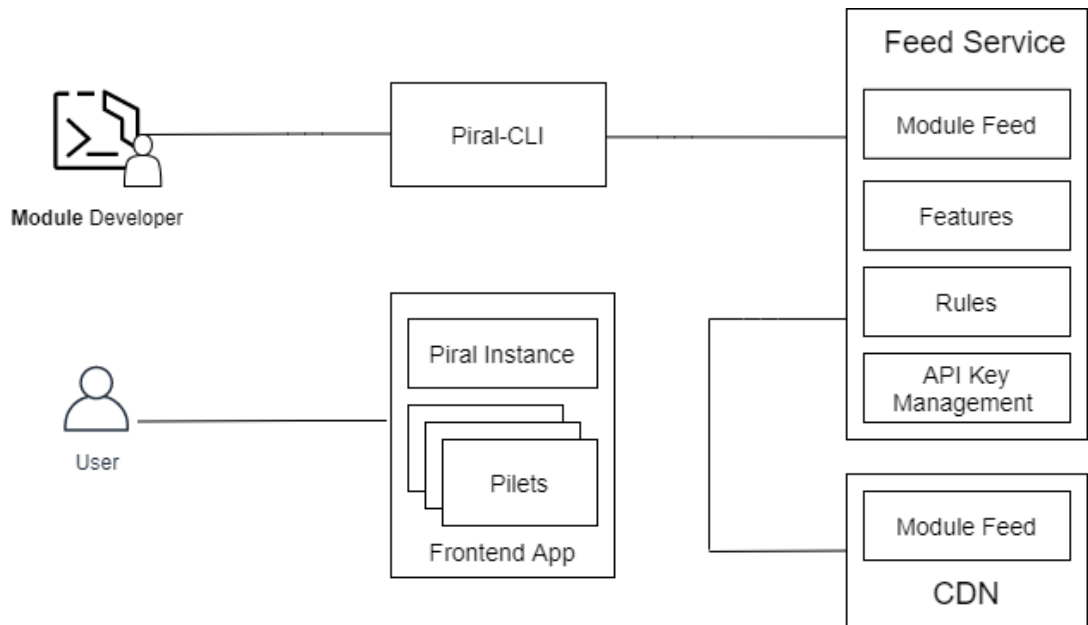 Feed Service
Module Feed
Piral-CLI
Module Developer
Features
Rules
Piral Instance
API Key
Management
User
Pilets
Module Feed
Frontend App
CDN